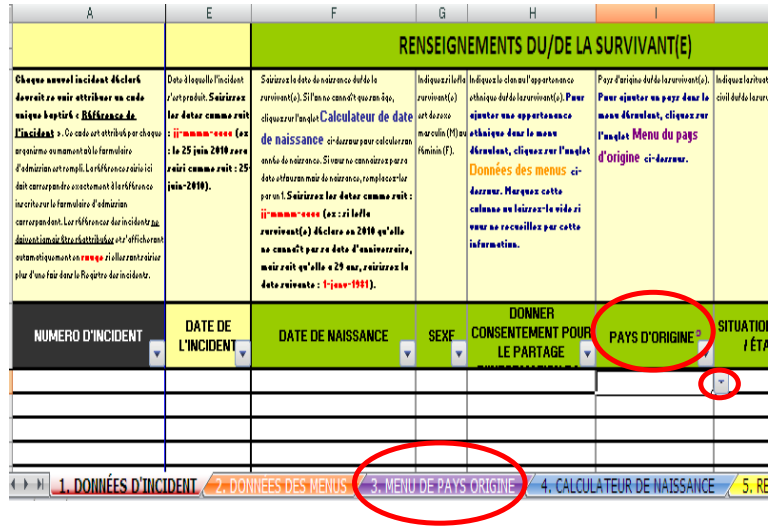 A E F G H I
RENSEIGNEMENTS DU/DE LA SURVIVANT(E)
Chaque nouvel incident déclaré
devrait se voir attribuer un code
unique baptisé « Référence de
l'incident » . Ce code est attribué par chaque
organisme au moment où le formulaire
d'admission est rempli. La référence saisie ici
doit correspondre exactement à la référence
inscrite sur le formulaire d'admission
correspondant. Les références des incidents ne
doivent jamais être réattribuées et s'afficheront
automatiquement en rouge si elles sont saisies
plus d'une fois dans le Registre des incidents.
Date à laquelle l'incident
s'est produit. Saisissez
les dates comme suit
: jj-mmmm-aaaa (ex
: le 25 juin 2010 sera
saisi comme suit : 25-
juin-2010).
Saisissez la date de naissance du/de la
survivant(e). Si l'on ne connaît que son âge,
cliquez sur l'onglet Calculateur de date
de naissance ci-dessous pour calculer son
année de naissance. Si vous ne connaissez pas sa
date et/ou son mois de naissance, remplacez-les
par un 1. Saisissez les dates comme suit :
jj-mmmm-aaaa (ex : si le/la
survivant(e) déclare en 2010 qu'elle
ne connaît pas sa date d'anniversaire,
mais sait qu'elle a 29 ans, saisissez la
date suivante : 1-janv-1981).
Indiquez si le/la
survivant(e)
est de sexe
masculin (M) ou
féminin (F).
Indiquez le clan ou l'appartenance
ethnique du/de la survivant(e). Pour
ajouter une appartenance
ethnique dans le menu
déroulant, cliquez sur l'onglet
Données des menus ci-
dessous. Masquez cette
colonne ou laissez-la vide si
vous ne recueillez pas cette
information.
Pays d'origine du/de la survivant(e).
Pour ajouter un pays dans le
menu déroulant, cliquez sur
l'onglet Menu du pays
d'origine ci-dessous.
Indiquez la situat
civil du/de la surv
NUMERO D'INCIDENT
DATE DE
L'INCIDENT
DATE DE NAISSANCE
SEXE
DONNER
CONSENTEMENT POUR
LE PARTAGE
PAYS D'ORIGINE
SITUATION
/ ÉTA
1. DONNÉES D'INCIDENT 2. DONNÉES DES MENUS 3. MENU DE PAYS ORIGINE 4. CALCULATEUR DE NAISSANCE 5. RE